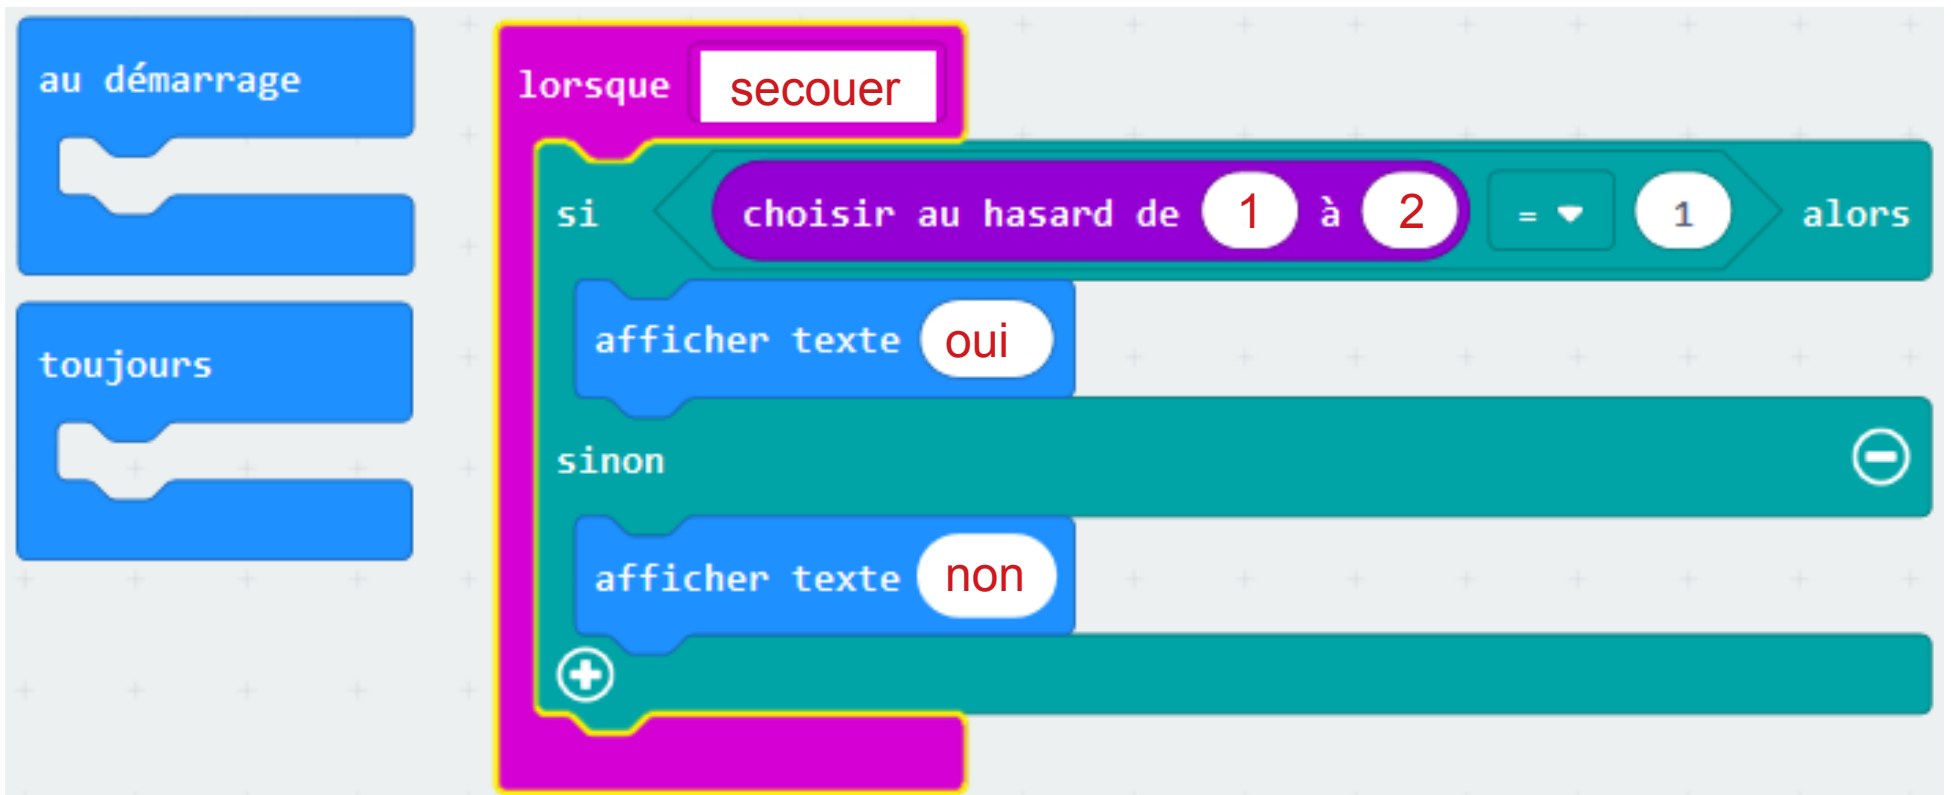 au démarrage
toujours
lorsque secouer
si choisir au hasard de 1 à 2 = 1 alors
afficher texte oui
sinon
afficher texte non